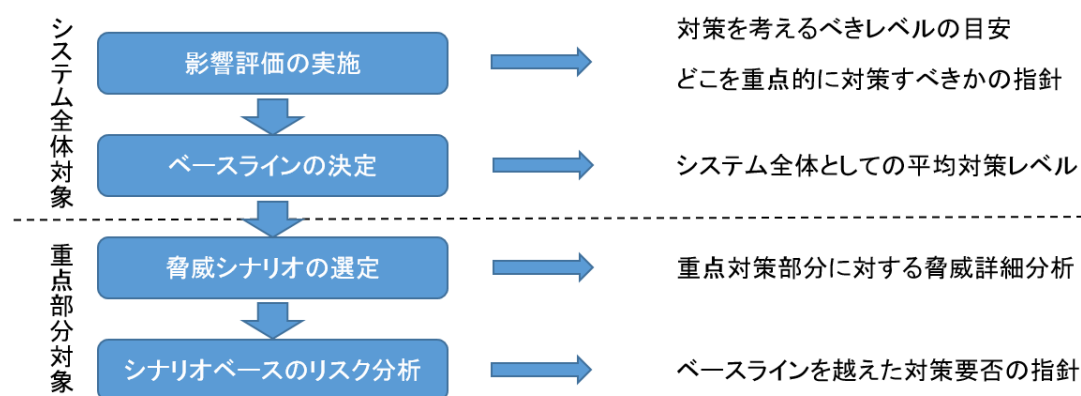 システム全体対象
影響評価の実施
対策を考えるべきレベルの目安
どこを重点的に対策すべきかの指針
ベースラインの決定
システム全体としての平均対策レベル
重点部分対象
脅威シナリオの選定
重点対策部分に対する脅威詳細分析
シナリオベースのリスク分析
ベースラインを越えた対策要否の指針